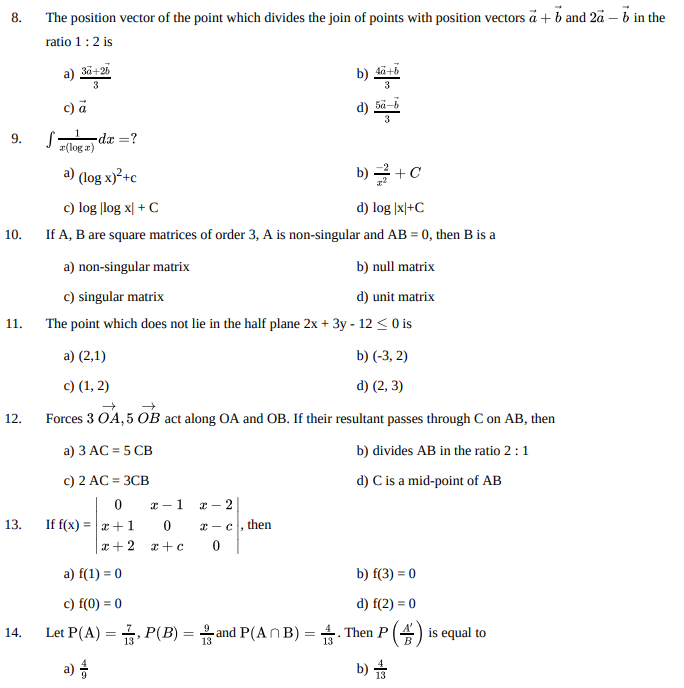 8. The position vector of the point which divides the join of points with position vectors $\vec{a} + \vec{b}$ and $2\vec{a} - \vec{b}$ in the
ratio 1 : 2 is
a) $\frac{3\vec{a}+2\vec{b}}{3}$ b) $\frac{4\vec{a}+\vec{b}}{3}$
c) $\vec{a}$ d) $\frac{5\vec{a}-\vec{b}}{3}$
9. $\int \frac{1}{x(\log x)} dx =?$
a) (log x)²+c b) $\frac{-2}{x^2} + C$
c) log |log x| + C d) log |x|+C
10. If A, B are square matrices of order 3, A is non-singular and AB = 0, then B is a
a) non-singular matrix b) null matrix
c) singular matrix d) unit matrix
11. The point which does not lie in the half plane 2x + 3y - 12 ≤ 0 is
a) (2,1) b) (-3, 2)
c) (1, 2) d) (2, 3)
12. Forces 3 $\overrightarrow{OA}$, 5 $\overrightarrow{OB}$ act along OA and OB. If their resultant passes through C on AB, then
a) 3 AC = 5 CB b) divides AB in the ratio 2 : 1
c) 2 AC = 3CB d) C is a mid-point of AB
13. If f(x) = $\begin{vmatrix} 0 & x-1 & x-2 \\ x+1 & 0 & x-c \\ x+2 & x+c & 0 \end{vmatrix}$, then
a) f(1) = 0 b) f(3) = 0
c) f(0) = 0 d) f(2) = 0
14. Let P(A) = $\frac{7}{13}$, P(B) = $\frac{9}{13}$ and P(A ∩ B) = $\frac{4}{13}$. Then $P\left(\frac{A'}{B}\right)$ is equal to
a) $\frac{4}{9}$ b) $\frac{4}{13}$